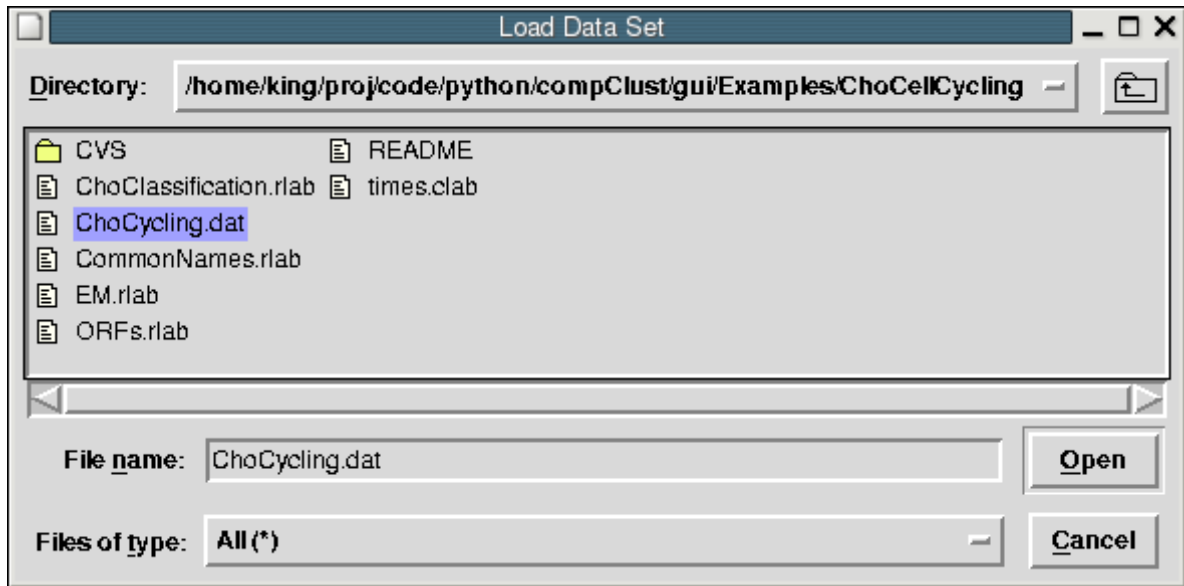 Load Data Set
Directory: /home/king/proj/code/python/compClust/gui/Examples/ChoCellCycling
CVS
ChoClassification.rlab
ChoCycling.dat
CommonNames.rlab
EM.rlab
ORFs.rlab
README
times.clab
File name: ChoCycling.dat
Open
Files of type: All (*)
Cancel